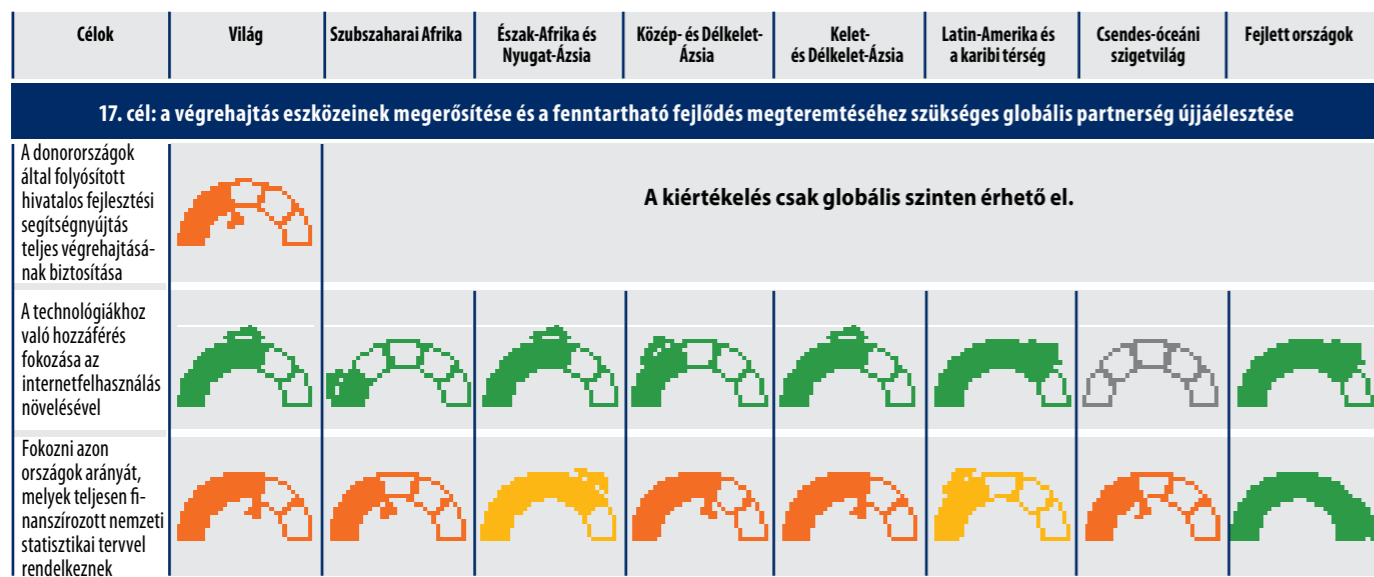 Célok
Világ
Szubszaharai Afrika
Észak-Afrika és
Nyugat-Ázsia
Közép- és Délkelet-
Ázsia
Kelet-
és Délkelet-Ázsia
Latin-Amerika és
a karibi térség
Csendes-óceáni
szigetvilág
Fejlett országok
17. cél: a végrehajtás eszközeinek megerősítése és a fenntartható fejlődés megteremtéséhez szükséges globális partnerség újjáélesztése
A donorországok
által folyósított
hivatalos fejlesztési
segítségnyújtás
teljes végrehajtásá-
nak biztosítása
A kiértékelés csak globális szinten érhető el.
A technológiákhoz
való hozzáférés
fokozása az
internetfelhasználás
növelésével
Fokozni azon
országok arányát,
melyek teljesen fi-
nanszírozott nemzeti
statisztikai tervvel
rendelkeznek